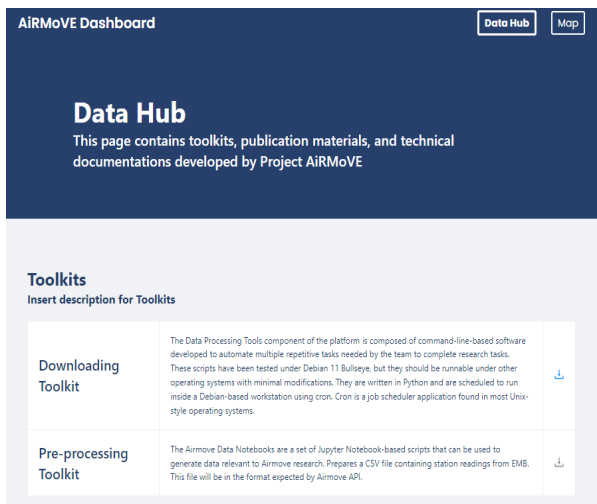 AiRMoVE Dashboard
Data Hub
Map
Data Hub
This page contains toolkits, publication materials, and technical
documentations developed by Project AiRMoVE
Toolkits
Insert description for Toolkits
Downloading
Toolkit
The Data Processing Tools component of the platform is composed of command-line-based software
developed to automate multiple repetitive tasks needed by the team to complete research tasks.
These scripts have been tested under Debian 11 Bullseye, but they should be runnable under other
operating systems with minimal modifications. They are written in Python and are scheduled to run
inside a Debian-based workstation using cron. Cron is a job scheduler application found in most Unix-
style operating systems.
Pre-processing
Toolkit
The Airmove Data Notebooks are a set of Jupyter Notebook-based scripts that can be used to
generate data relevant to Airmove research. Prepares a CSV file containing station readings from EMB.
This file will be in the format expected by Airmove API.